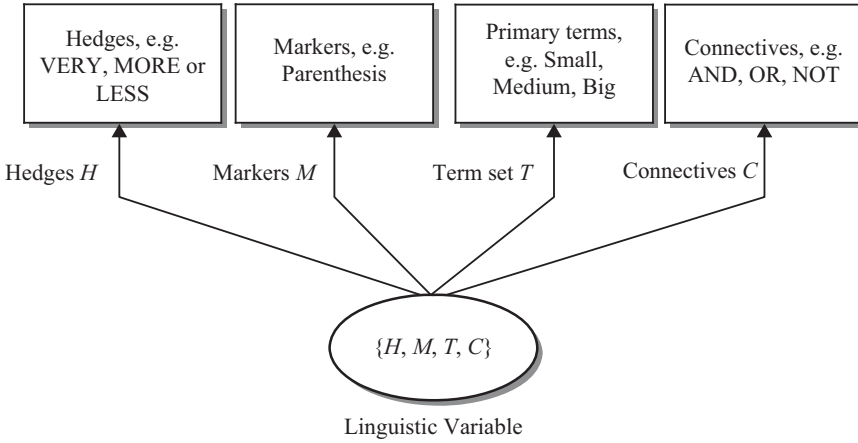 Hedges, e.g.
VERY, MORE or
LESS
Markers, e.g.
Parenthesis
Primary terms,
e.g. Small,
Medium, Big
Connectives, e.g.
AND, OR, NOT
Hedges H
Markers M
Term set T
Connectives C
{H, M, T, C}
Linguistic Variable